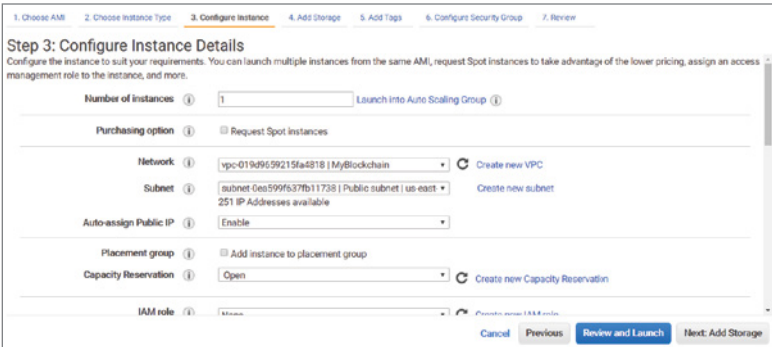 1. Choose AMI 2. Choose Instance Type 3. Configure Instance 4. Add Storage 5. Add Tags 6. Configure Security Group 7. Review
Step 3: Configure Instance Details
Configure the instance to suit your requirements. You can launch multiple instances from the same AMI, request Spot instances to take advantage of the lower pricing, assign an access
management role to the instance, and more.
Number of instances 1 Launch into Auto Scaling Group
Purchasing option Request Spot instances
Network vpc-019d9659215fa4818 | MyBlockchain Create new VPC
Subnet subnet-0ea599f637fb11738 | Public subnet | us-east- Create new subnet
251 IP Addresses available
Auto-assign Public IP Enable
Placement group Add instance to placement group
Capacity Reservation Open Create new Capacity Reservation
IAM role None Create new IAM role
Cancel Previous Review and Launch Next: Add Storage